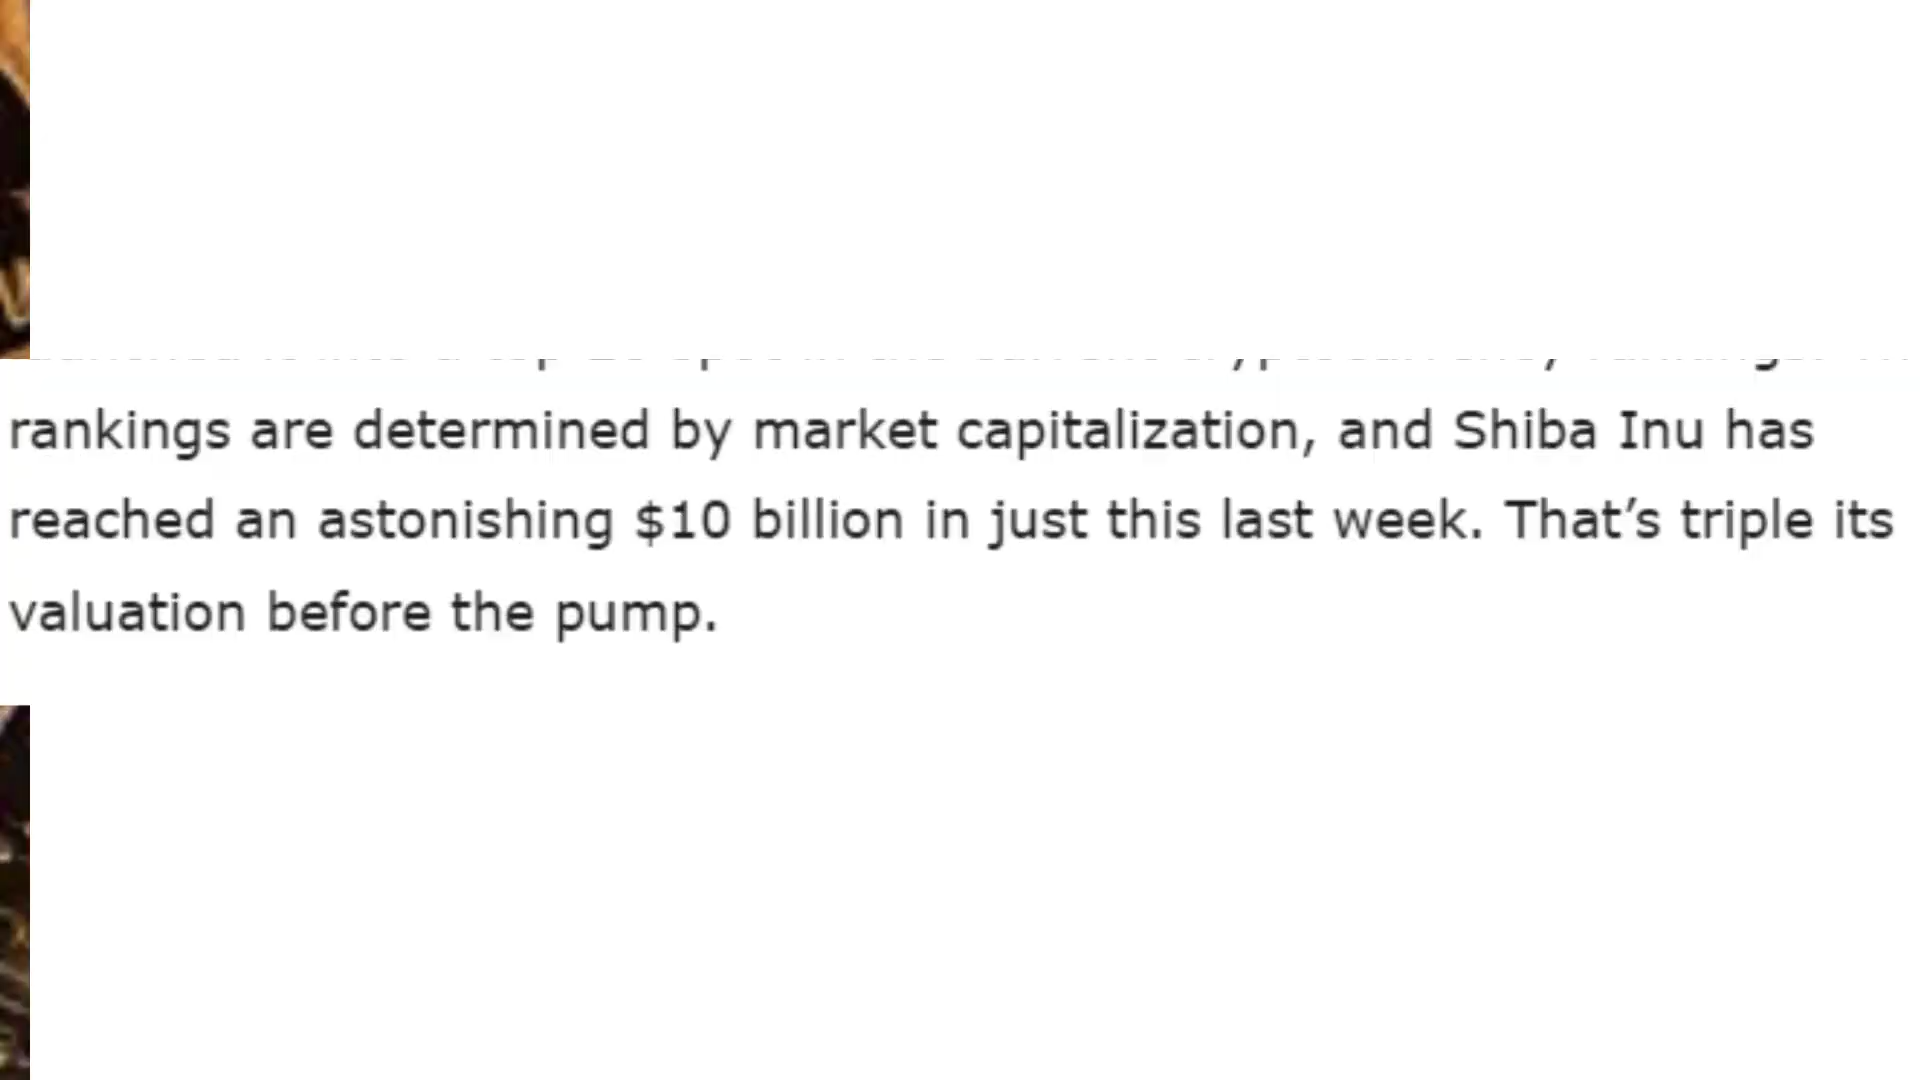 rankings are determined by market capitalization, and Shiba Inu has
reached an astonishing $10 billion in just this last week. That’s triple its
valuation before the pump.